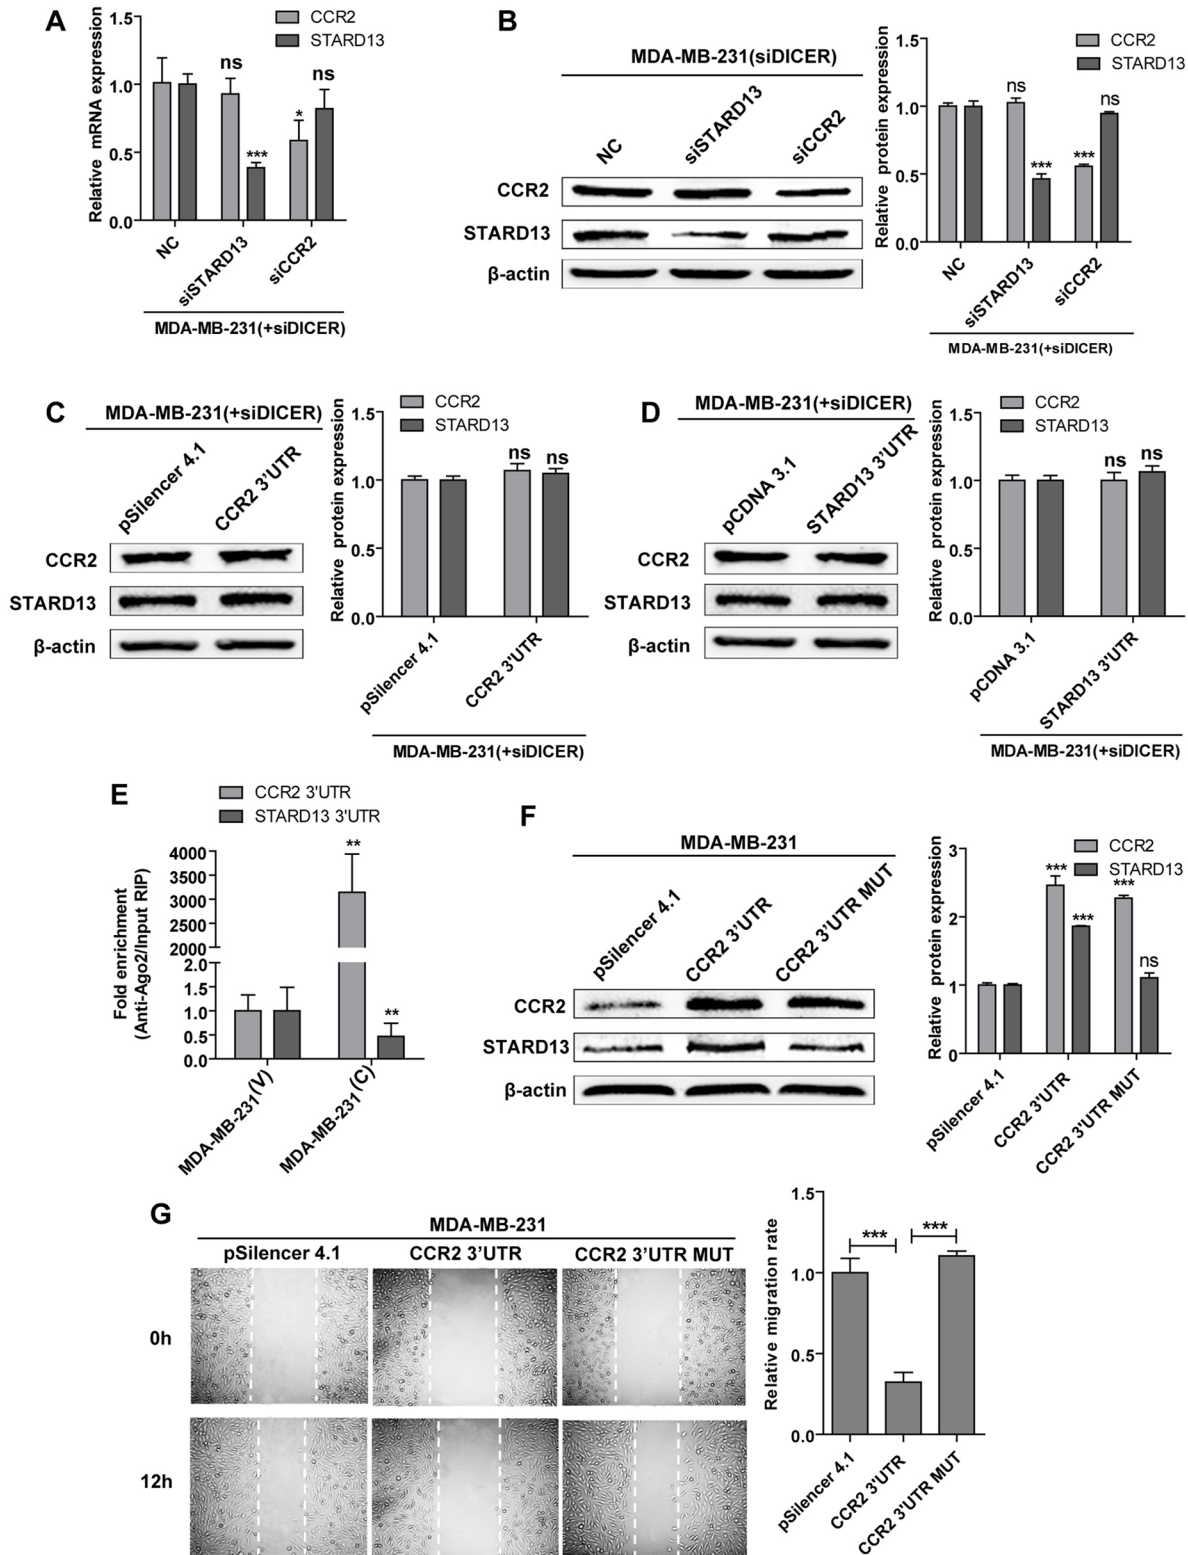 A
CCR2
STARD13
Relative mRNA expression
1.5
1.0
0.5
0.0
ns
***
*
ns
NC
siSTARD13
siCCR2
MDA-MB-231(+siDICER)
B
MDA-MB-231(siDICER)
NC
siSTARD13
siCCR2
CCR2
STARD13
β-actin
CCR2
STARD13
Relative protein expression
1.5
1.0
0.5
0.0
ns
***
***
ns
NC
siSTARD13
siCCR2
MDA-MB-231(+siDICER)
C
MDA-MB-231(+siDICER)
pSilencer 4.1
CCR2 3'UTR
CCR2
STARD13
β-actin
CCR2
STARD13
Relative protein expression
1.5
1.0
0.5
0.0
ns
ns
pSilencer 4.1
CCR2 3'UTR
MDA-MB-231(+siDICER)
D
MDA-MB-231(+siDICER)
pCDNA 3.1
STARD13 3'UTR
CCR2
STARD13
β-actin
CCR2
STARD13
Relative protein expression
1.5
1.0
0.5
0.0
ns
ns
pCDNA 3.1
STARD13 3'UTR
MDA-MB-231(+siDICER)
E
CCR2 3'UTR
STARD13 3'UTR
Fold enrichment
(Anti-Ago2/Input RIP)
4000
3500
3000
2500
2000
2.0
1.5
1.0
0.5
0.0
**
**
MDA-MB-231(V)
MDA-MB-231(C)
F
MDA-MB-231
pSilencer 4.1
CCR2 3'UTR
CCR2 3'UTR MUT
CCR2
STARD13
β-actin
CCR2
STARD13
Relative protein expression
3
2
1
0
***
***
***
ns
pSilencer 4.1
CCR2 3'UTR
CCR2 3'UTR MUT
G
MDA-MB-231
pSilencer 4.1
CCR2 3'UTR
CCR2 3'UTR MUT
0h
12h
Relative migration rate
1.5
1.0
0.5
0.0
***
***
pSilencer 4.1
CCR2 3'UTR
CCR2 3'UTR MUT